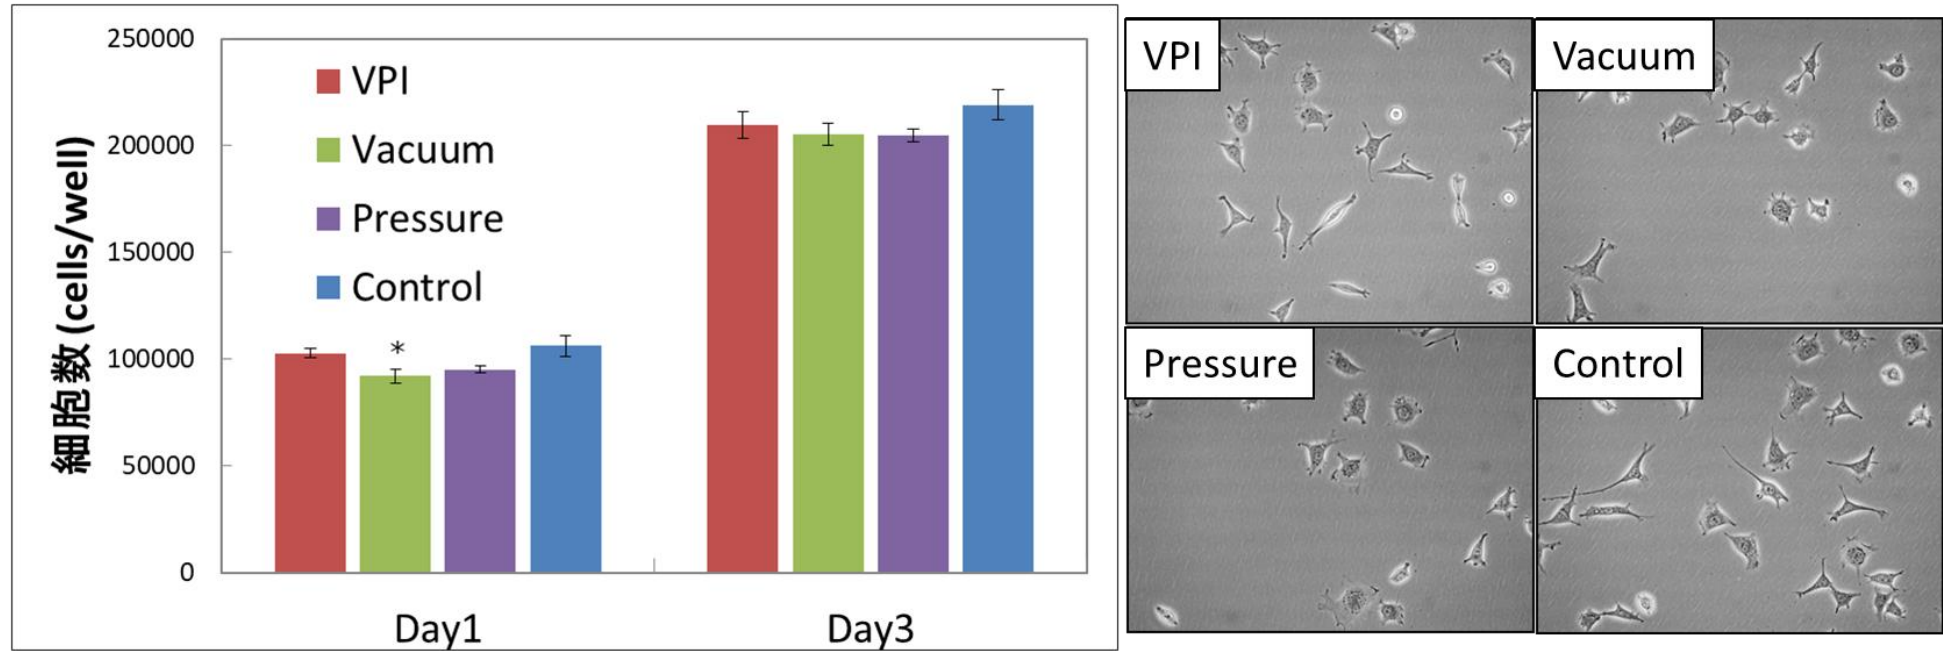 細胞数 (cells/well)
250000
200000
150000
100000
50000
0
VPI
Vacuum
Pressure
Control
*
Day1
Day3
VPI
Vacuum
Pressure
Control